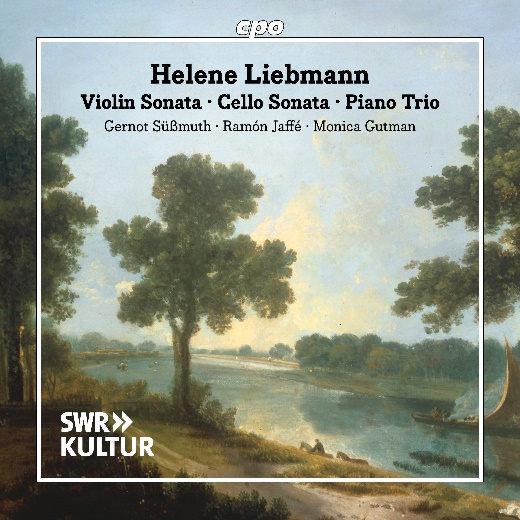 cpo
Helene Liebmann
Violin Sonata · Cello Sonata · Piano Trio
Gernot Süßmuth · Ramón Jaffé · Monica Gutman
SWR»
KULTUR